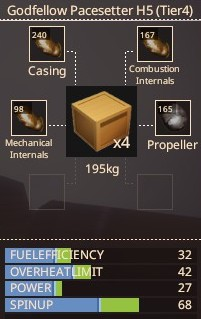 Godfellow Pacesetter H5 (Tier4)
240
167
Casing
Combustion
Internals
98
165
x4
Mechanical
Internals
Propeller
195kg
FUELEFFICIENCY 32
OVERHEATLIMIT 42
POWER 27
SPINUP 68